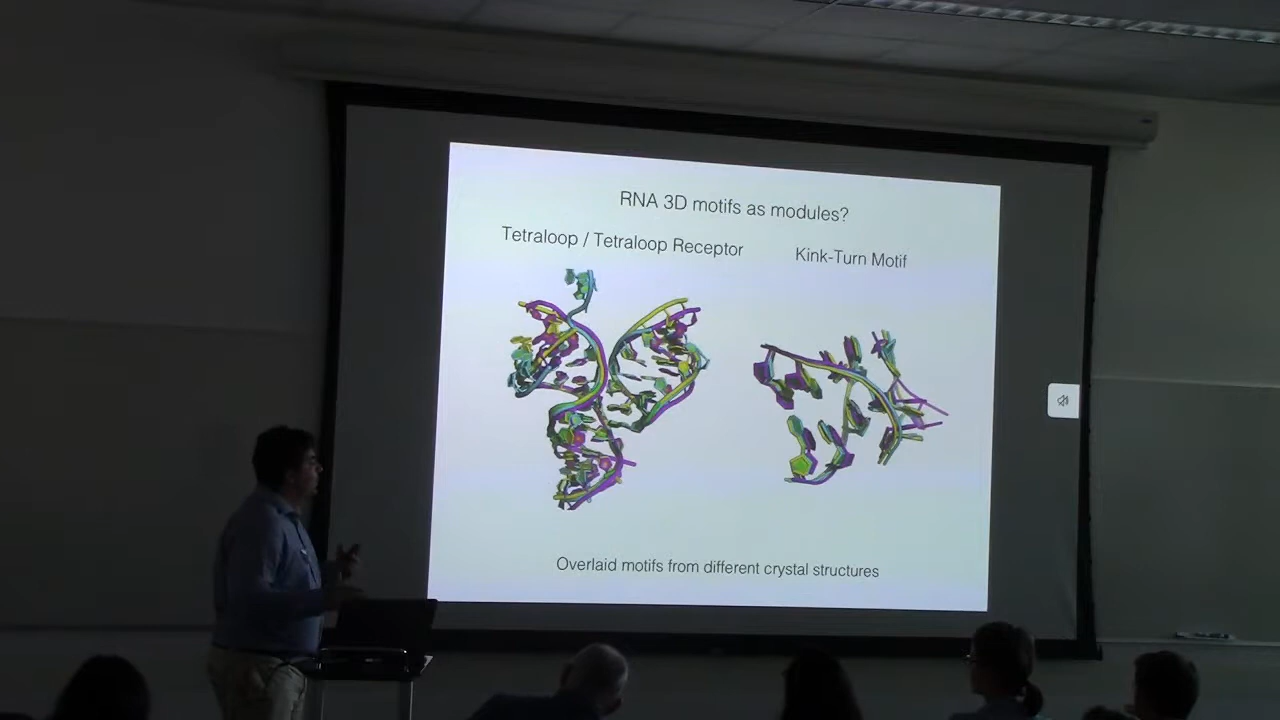 RNA 3D motifs as modules?
Tetraloop / Tetraloop Receptor
Kink-Turn Motif
Overlaid motifs from different crystal structures